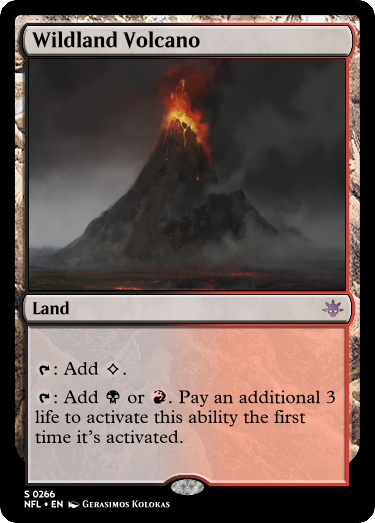 Wildland Volcano
Land
: Add .
: Add or . Pay an additional 3
life to activate this ability the first
time it's activated.
S 0266
NFL • EN Gerasimos Kolokas